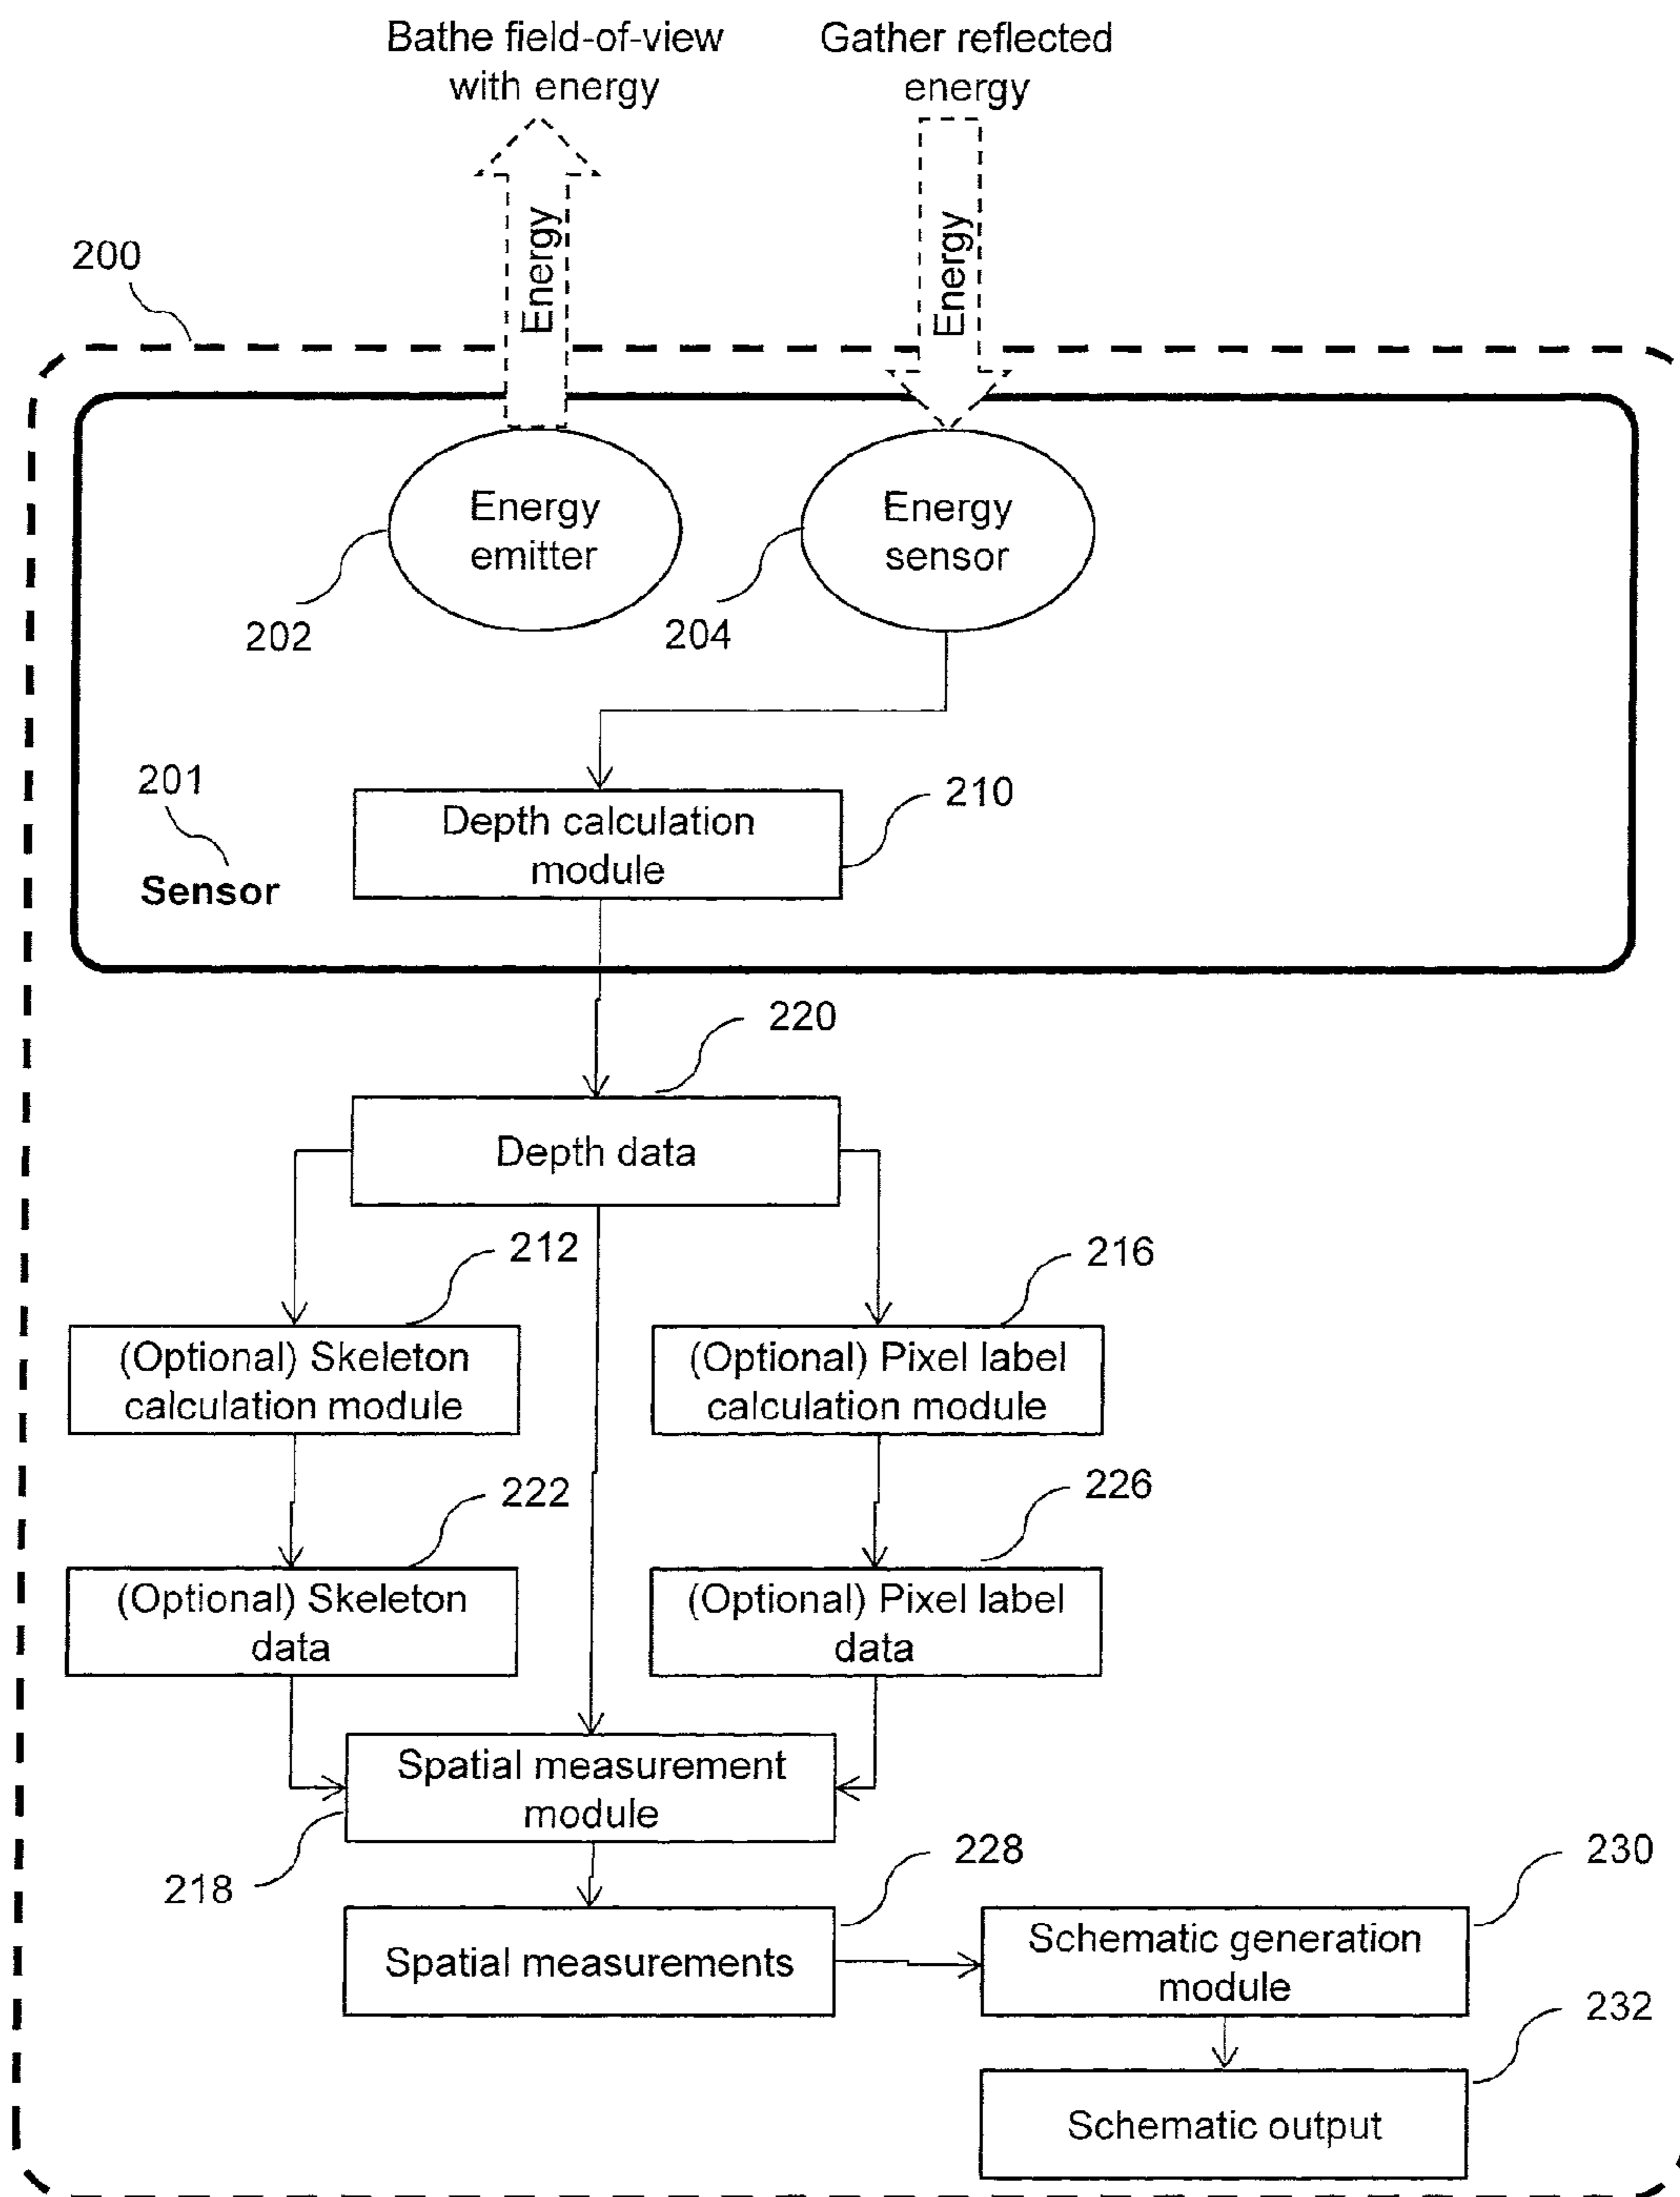 Bathe field-of-view
with energy
Gather reflected
energy
Energy
Energy
200
Energy
emitter
Energy
sensor
202
204
201
Sensor
Depth calculation
module
210
220
Depth data
212
216
(Optional) Skeleton
calculation module
(Optional) Pixel label
calculation module
222
226
(Optional) Skeleton
data
(Optional) Pixel label
data
Spatial measurement
module
218
228
230
Spatial measurements
Schematic generation
module
232
Schematic output